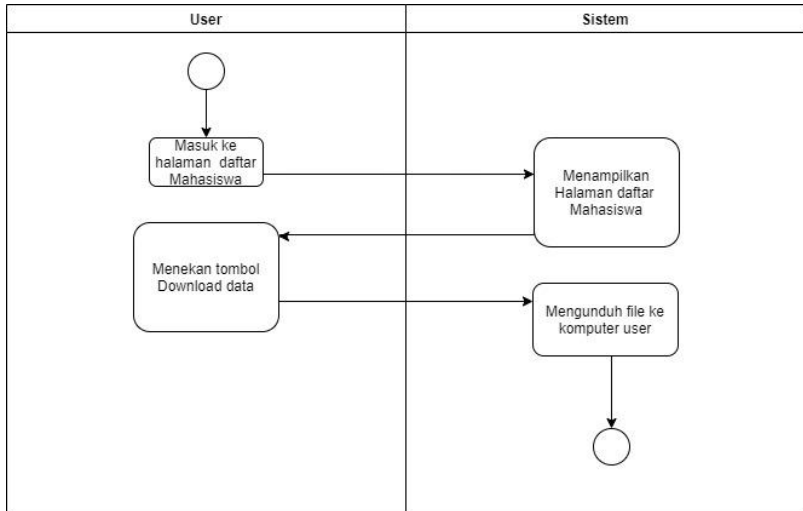 User
Sistem
Masuk ke
halaman daftar
Mahasiswa
Menampilkan
Halaman daftar
Mahasiswa
Menekan tombol
Download data
Mengunduh file ke
komputer user